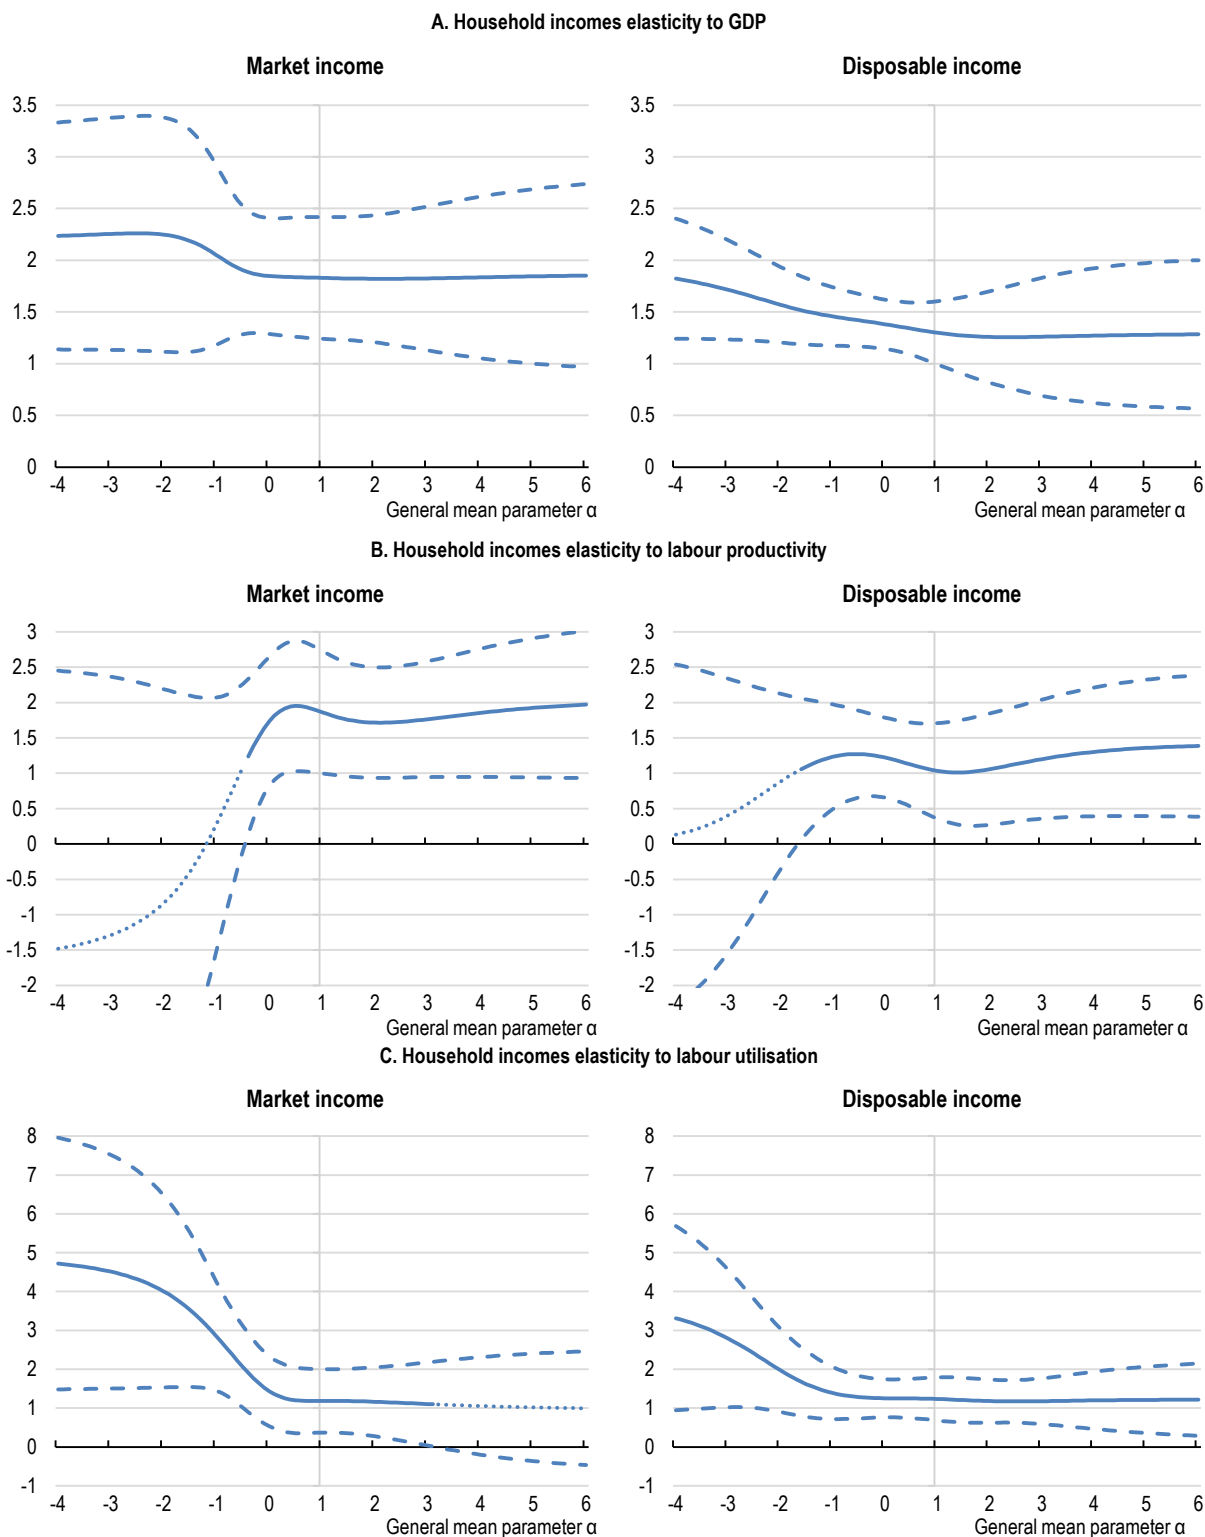 A. Household incomes elasticity to GDP
Market income
Disposable income
3.5
3
2.5
2
1.5
1
0.5
0
-4 -3 -2 -1 0 1 2 3 4 5 6
General mean parameter α
3.5
3
2.5
2
1.5
1
0.5
0
-4 -3 -2 -1 0 1 2 3 4 5 6
General mean parameter α
B. Household incomes elasticity to labour productivity
Market income
Disposable income
3
2.5
2
1.5
1
0.5
0
-0.5
-1
-1.5
-2
-4 -3 -2 -1 0 1 2 3 4 5 6
General mean parameter α
3
2.5
2
1.5
1
0.5
0
-0.5
-1
-1.5
-2
-4 -3 -2 -1 0 1 2 3 4 5 6
General mean parameter α
C. Household incomes elasticity to labour utilisation
Market income
Disposable income
8
7
6
5
4
3
2
1
0
-1
-4 -3 -2 -1 0 1 2 3 4 5 6
General mean parameter α
8
7
6
5
4
3
2
1
0
-1
-4 -3 -2 -1 0 1 2 3 4 5 6
General mean parameter α